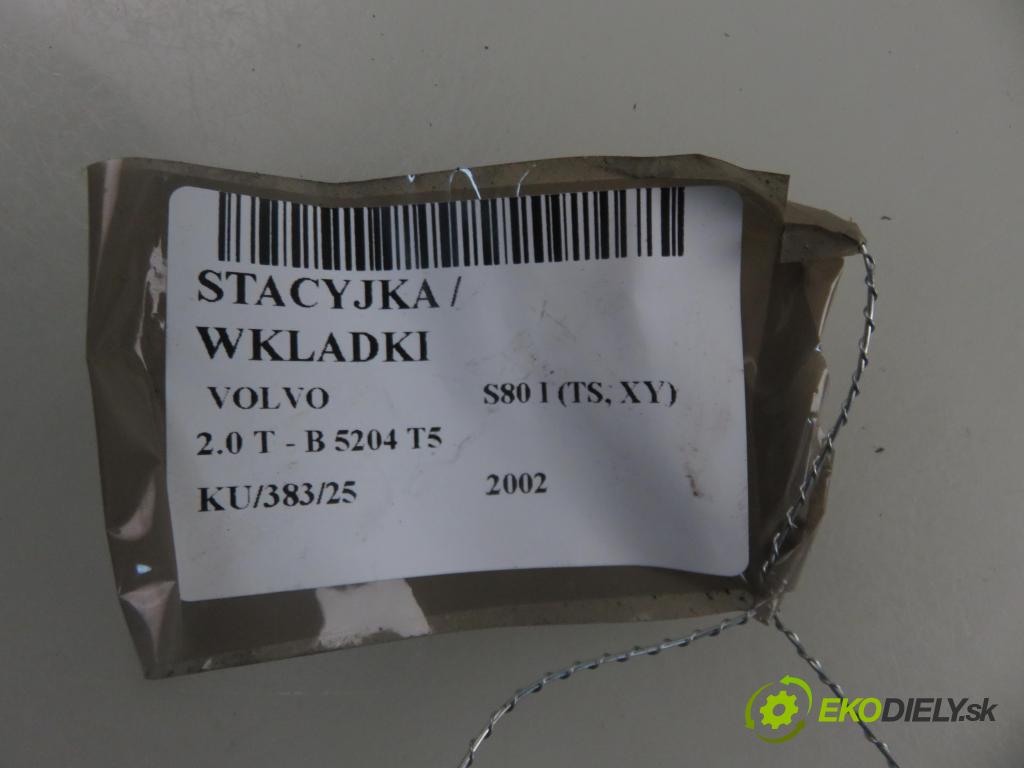 STACYJKA /
WKLADKI
VOLVO S80 I (TS, XY)
2.0 T - B 5204 T5
KU/383/25 2002
EKODIELY.sk